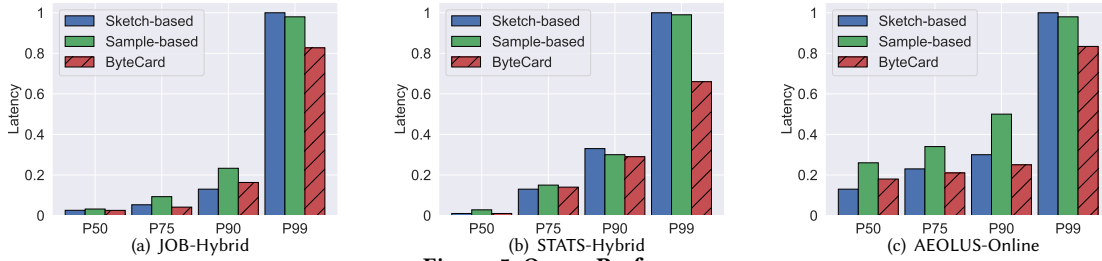 1
0.8
0.6
0.4
0.2
0
Latency
Sketch-based
Sample-based
ByteCard
P50 P75 P90 P99
(a) JOB-Hybrid
1
0.8
0.6
0.4
0.2
0
Latency
Sketch-based
Sample-based
ByteCard
P50 P75 P90 P99
(b) STATS-Hybrid
1
0.8
0.6
0.4
0.2
0
Latency
Sketch-based
Sample-based
ByteCard
P50 P75 P90 P99
(c) AEOLUS-Online